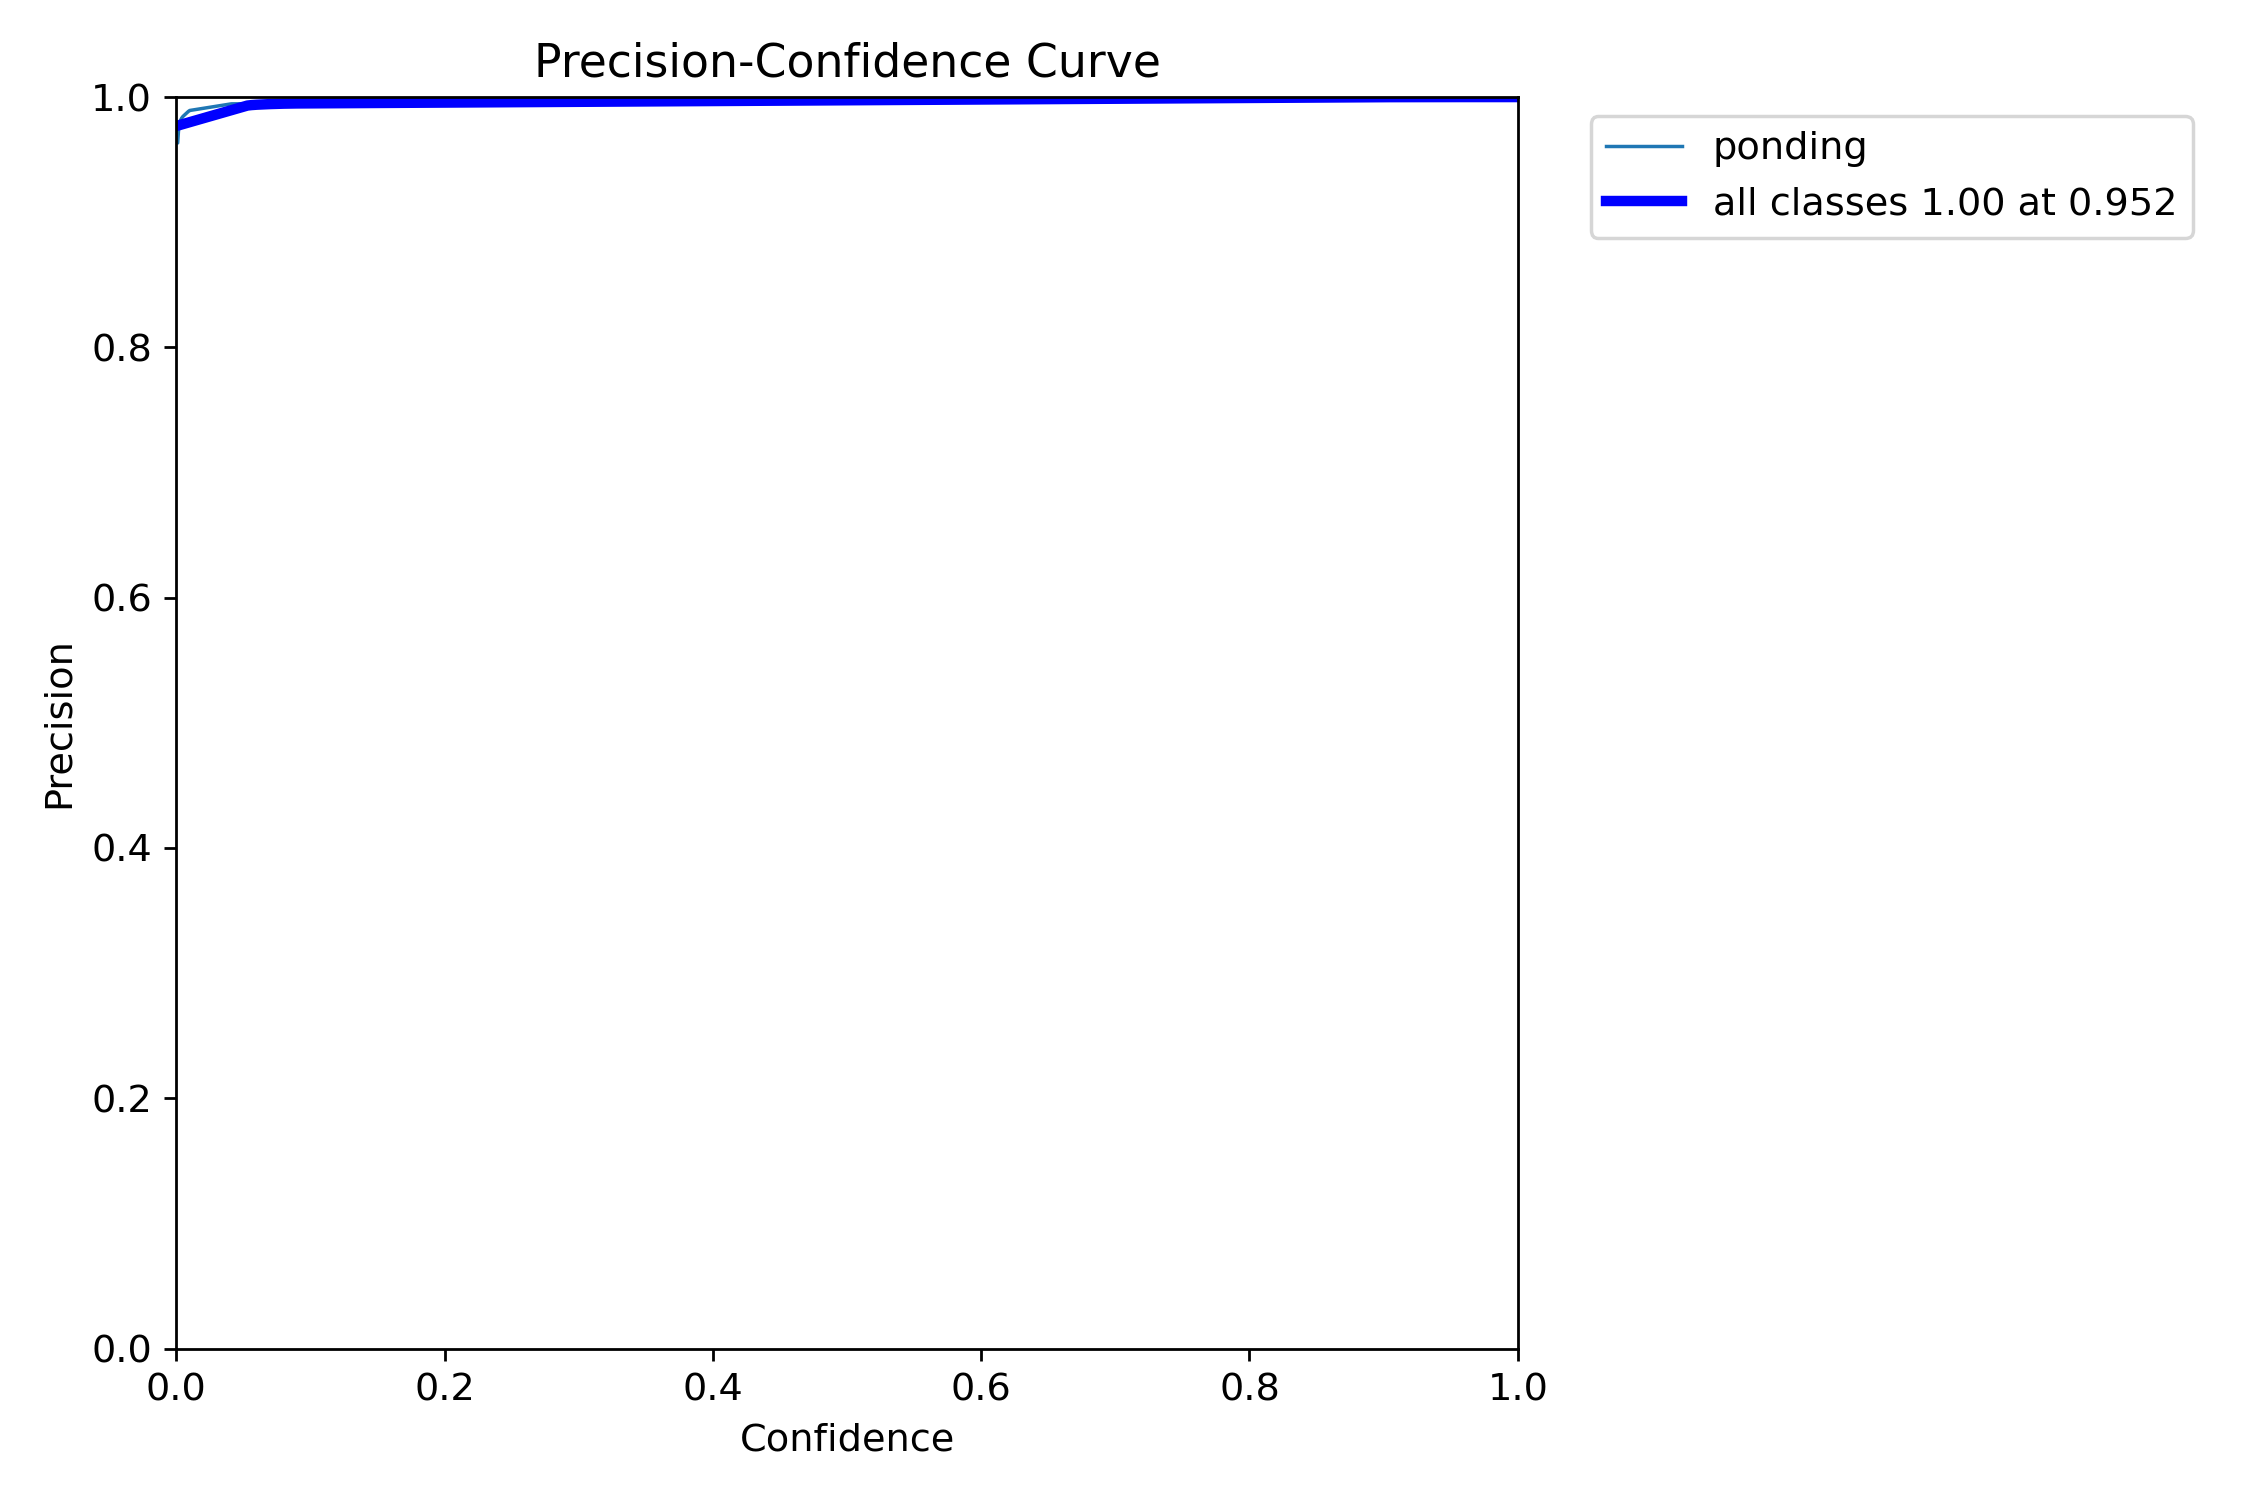 Precision-Confidence Curve
1.0
0.8
0.6
0.4
0.2
0.0
Precision
0.0 0.2 0.4 0.6 0.8 1.0
Confidence
ponding
all classes 1.00 at 0.952